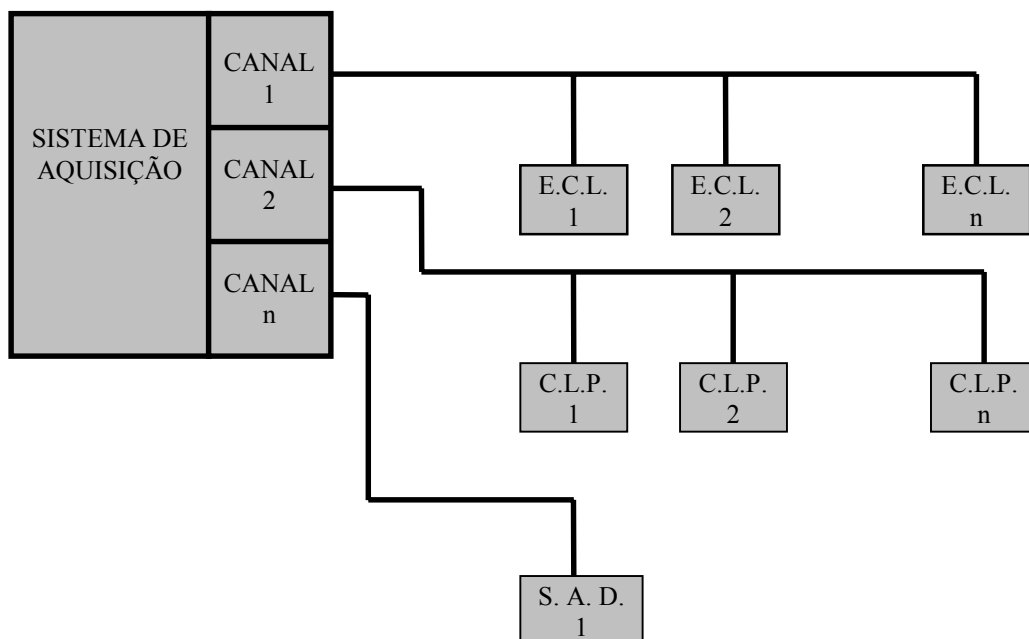 SISTEMA DE
AQUISIÇÃO
CANAL
1
CANAL
2
CANAL
n
E.C.L.
1
E.C.L.
2
E.C.L.
n
C.L.P.
1
C.L.P.
2
C.L.P.
n
S. A. D.
1